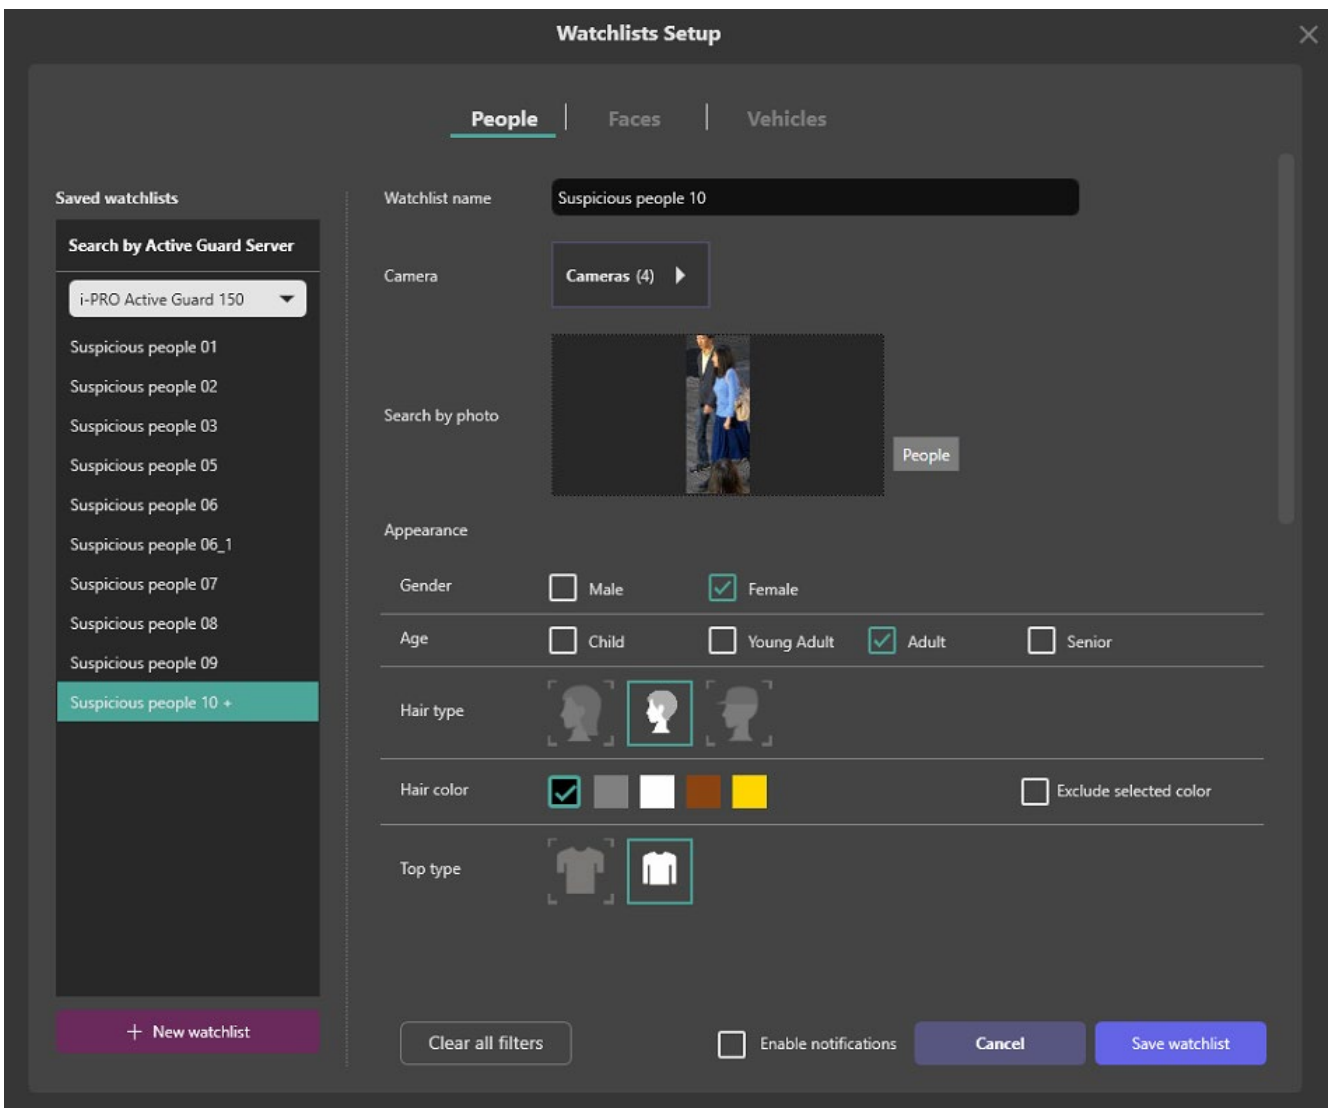 Watchlists Setup
People
Faces
Vehicles
Saved watchlists
Search by Active Guard Server
i-PRO Active Guard 150
Suspicious people 01
Suspicious people 02
Suspicious people 03
Suspicious people 05
Suspicious people 06
Suspicious people 06_1
Suspicious people 07
Suspicious people 08
Suspicious people 09
Suspicious people 10 +
+ New watchlist
Watchlist name
Suspicious people 10
Camera
Cameras (4)
Search by photo
People
Appearance
Gender
Male
Female
Age
Child
Young Adult
Adult
Senior
Hair type
Hair color
Exclude selected color
Top type
Clear all filters
Enable notifications
Cancel
Save watchlist